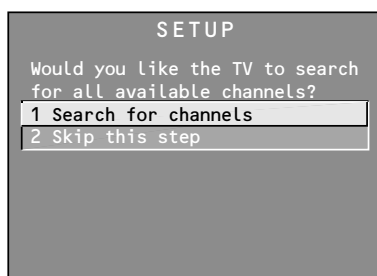 SETUP
Would you like the TV to search
for all available channels?
1 Search for channels
2 Skip this step